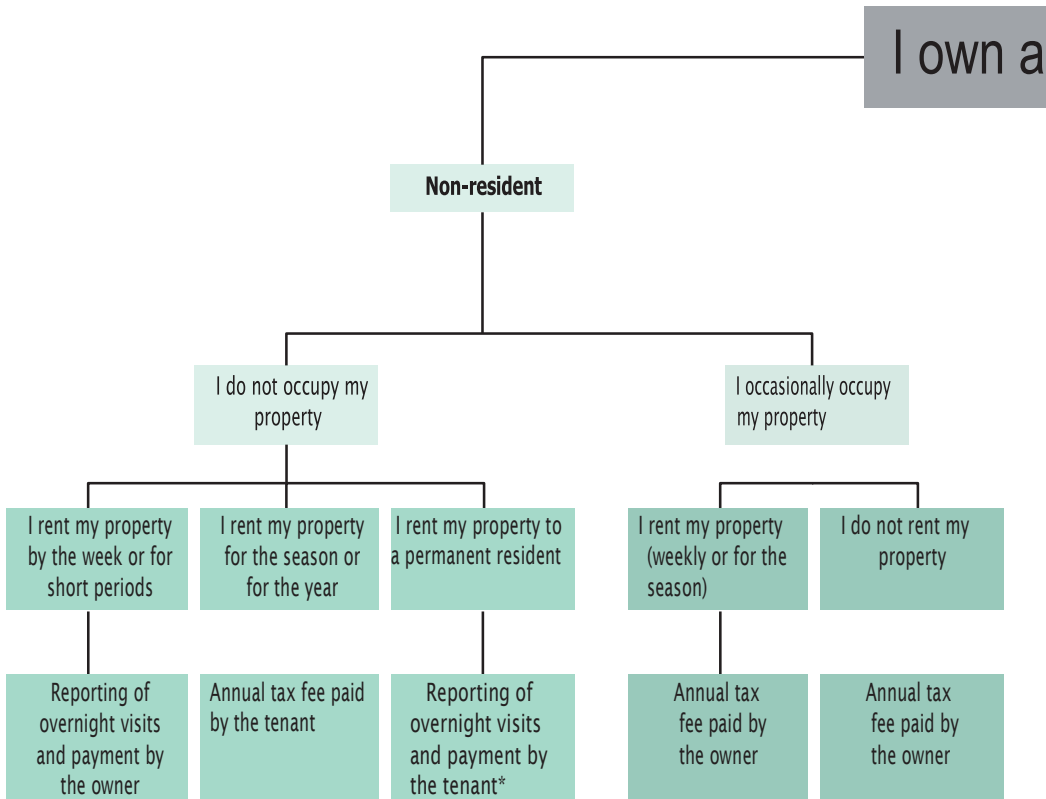 I own a
Non-resident
I do not occupy my
property
I occasionally occupy
my property
I rent my property
by the week or for
short periods
I rent my property
for the season or
for the year
I rent my property to
a permanent resident
I rent my property
(weekly or for the
season)
I do not rent my
property
Reporting of
overnight visits
and payment by
the owner
Annual tax fee paid
by the tenant
Reporting of
overnight visits
and payment by
the tenant*
Annual tax
fee paid by
the owner
Annual tax
fee paid by
the owner